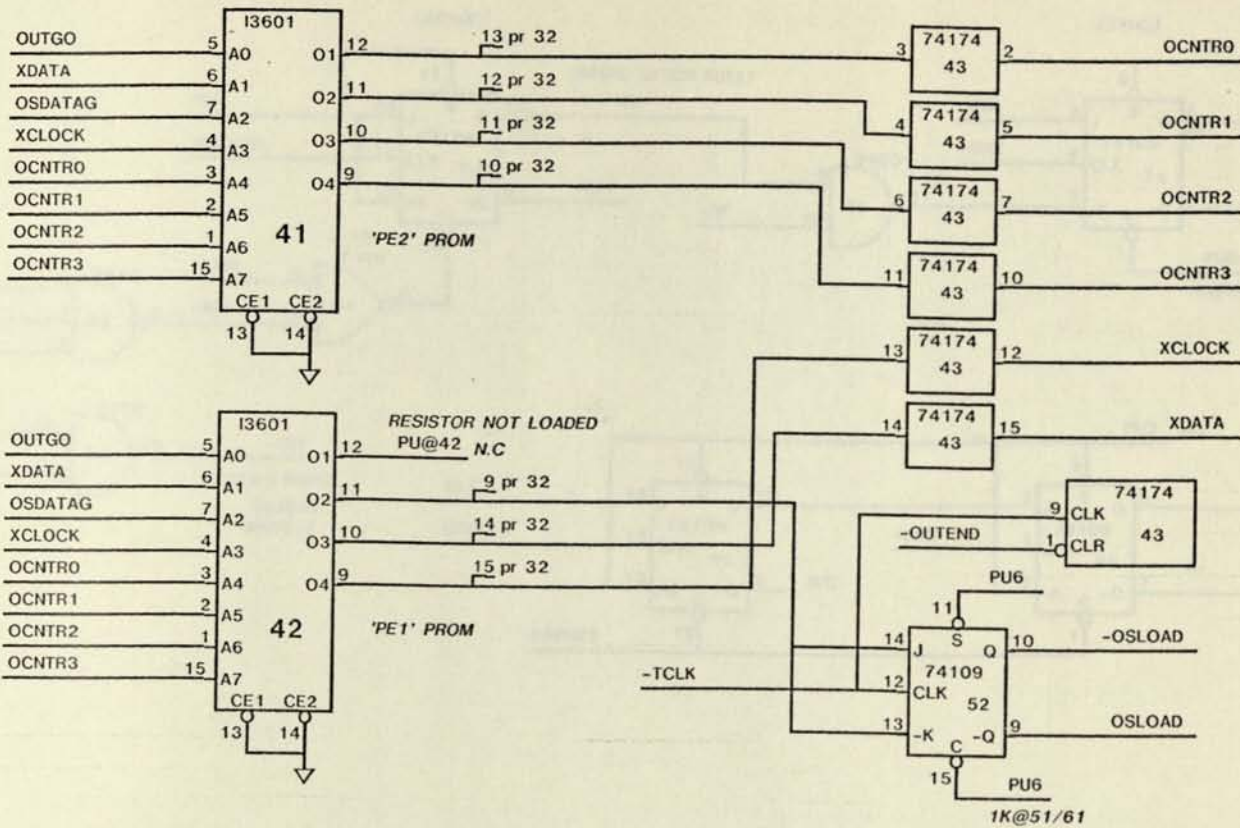 I3601
OUTGO 5 A0 O1 12 13 pr 32 3 74174 43 2 OCNTR0
XDATA 6 A1
OSDATAG 7 A2 O2 11 12 pr 32 4 74174 43 5 OCNTR1
XCLOCK 4 A3 O3 10 11 pr 32 6 74174 43 7 OCNTR2
OCNTR0 3 A4 O4 9 10 pr 32 11 74174 43 10 OCNTR3
OCNTR1 2 A5
OCNTR2 1 A6 41 'PE2' PROM
OCNTR3 15 A7
CE1 CE2
13 14
13 74174 43 12 XCLOCK
14 74174 43 15 XDATA
I3601
RESISTOR NOT LOADED
OUTGO 5 A0 O1 12 PU@42 N.C
XDATA 6 A1
OSDATAG 7 A2 O2 11 9 pr 32
XCLOCK 4 A3 O3 10 14 pr 32
OCNTR0 3 A4 O4 9 15 pr 32
OCNTR1 2 A5
OCNTR2 1 A6 42 'PE1' PROM
OCNTR3 15 A7
CE1 CE2
13 14
74174
9 CLK 43
-OUTEND 1 CLR
PU6
11
S
14 J Q 10 -OSLOAD
74109
-TCLK 12 CLK 52
13 -K -Q 9 OSLOAD
C
15 PU6
1K@51/61